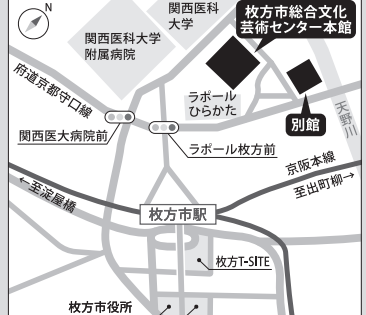 N
関西医科
大学
枚方市総合文化
芸術センター本館
関西医科大学
附属病院
府道京都守口線
ラポール
ひらかた
別館
天野川
関西医大病院前
ラポール枚方前
京阪本線
至出町柳→
←至淀屋橋
枚方市駅
枚方T-SITE
枚方市役所